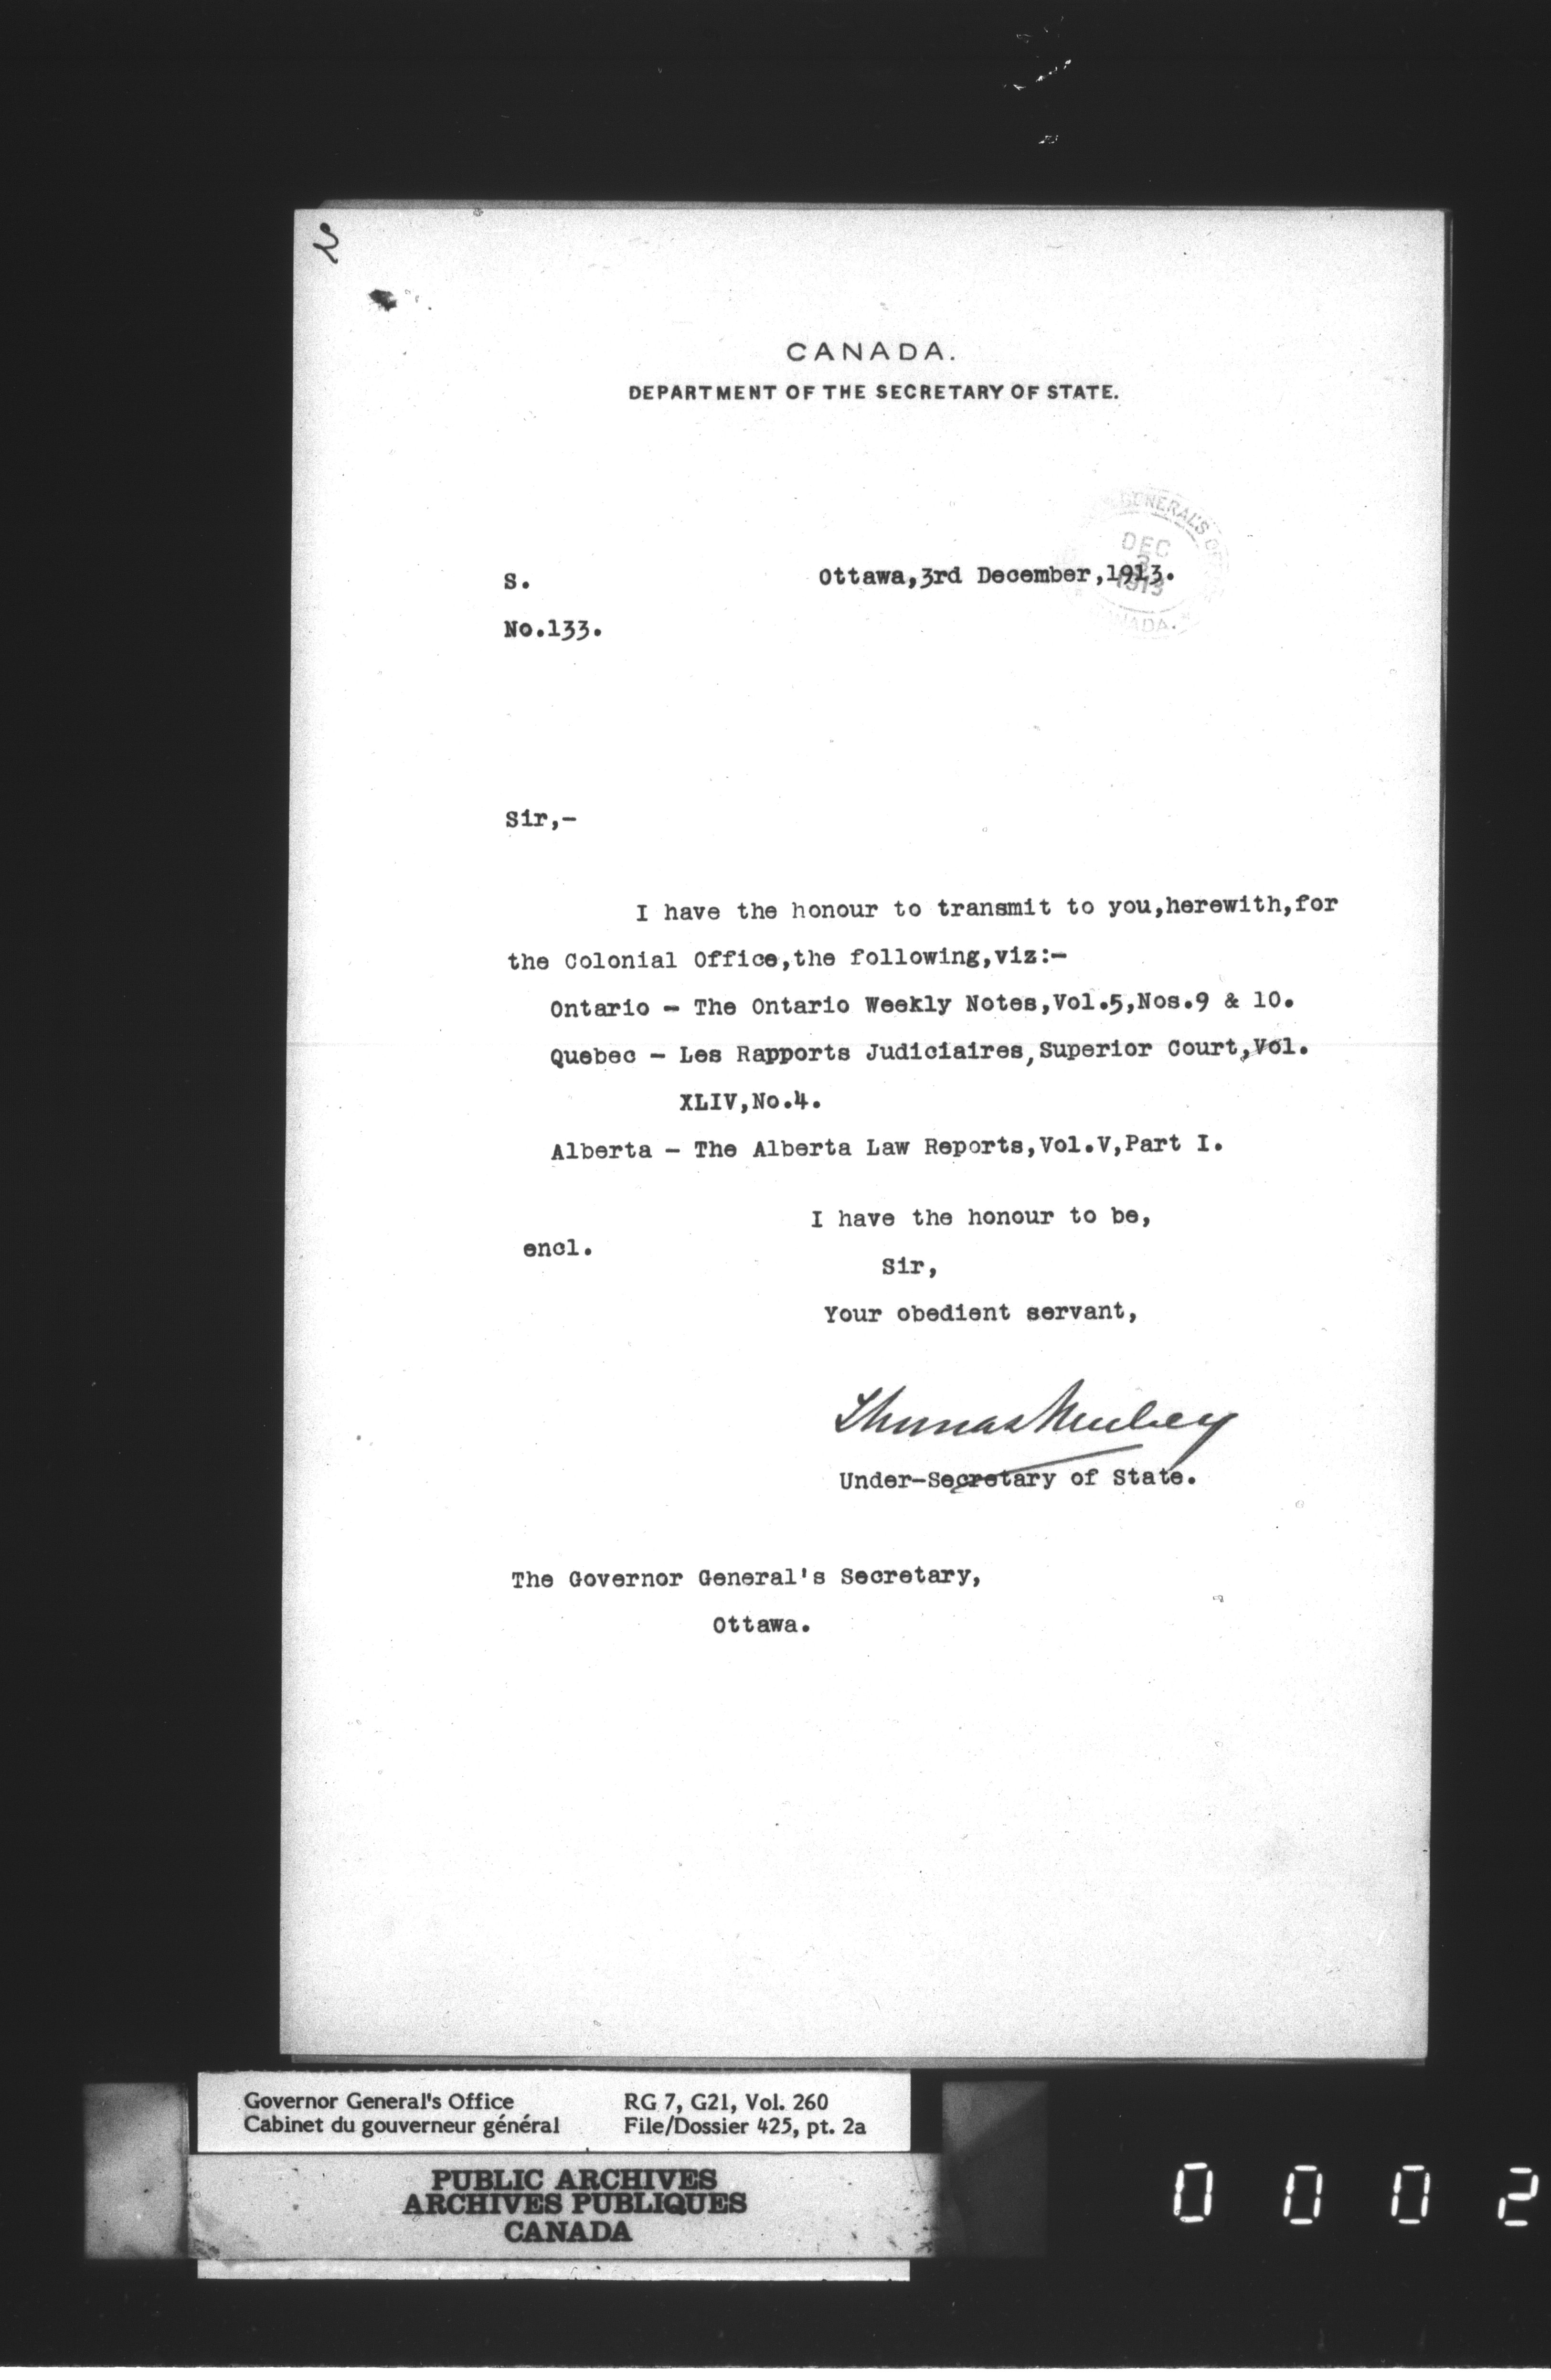 2
CANADA.
DEPARTMENT OF THE SECRETARY OF STATE.
GENERAL'S
DEC
3
1913
S.
Ottawa,3rd December,1913.
No.133.
Sir,-
I have the honour to transmit to you,herewith,for
the Colonial Office,the following,viz:-
Ontario - The Ontario Weekly Notes,Vol.5,Nos.9 & 10.
Quebec - Les Rapports Judiciaires,Superior Court,Vol.
XLIV,No.4.
Alberta - The Alberta Law Reports,Vol.V,Part I.
I have the honour to be,
encl.
Sir,
Your obedient servant,
Thomas Mulvey
Under-Secretary of State.
The Governor General's Secretary,
Ottawa.
Governor General's Office RG 7, G21, Vol. 260
Cabinet du gouverneur général File/Dossier 425, pt. 2a
PUBLIC ARCHIVES
ARCHIVES PUBLIQUES
CANADA
0 0 0 2